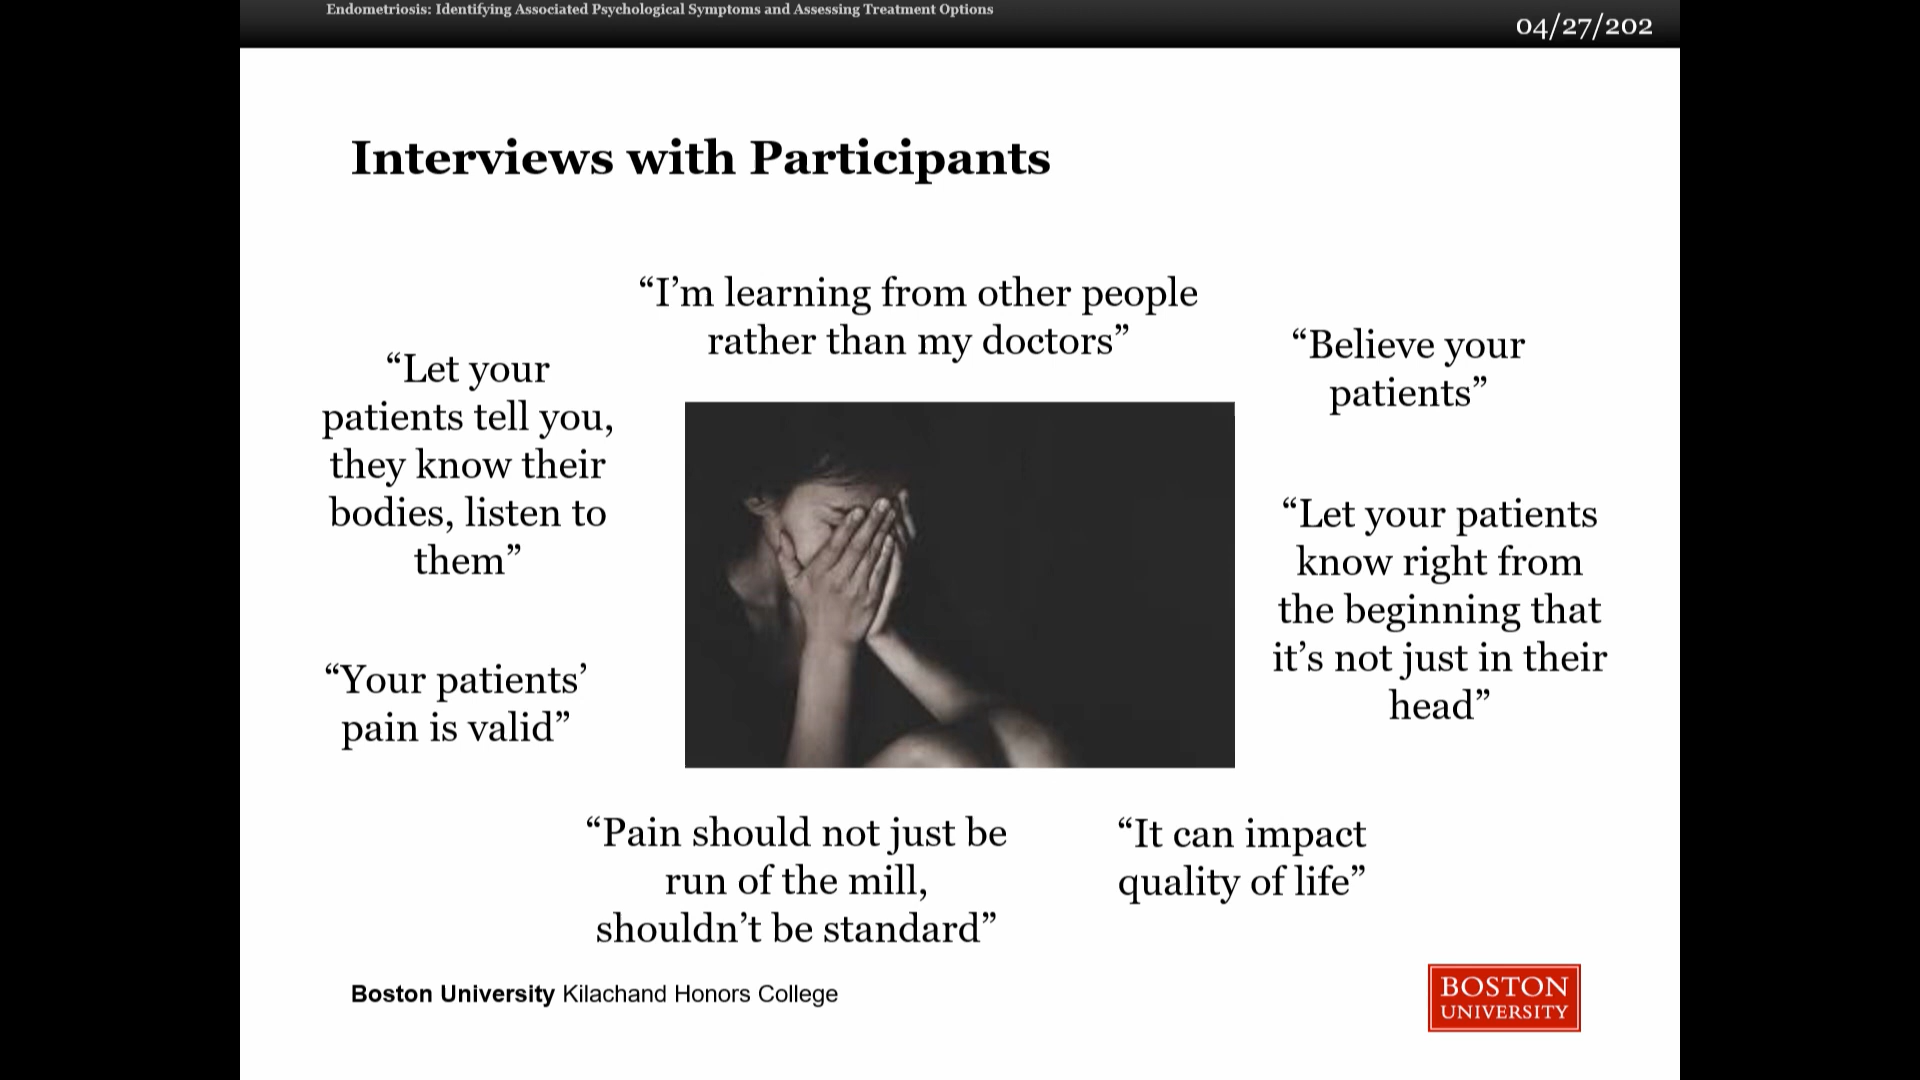 Endometriosis: Identifying Associated Psychological Symptoms and Assessing Treatment Options
04/27/202
Interviews with Participants
“I’m learning from other people
rather than my doctors”
“Let your
patients tell you,
they know their
bodies, listen to
them”
“Believe your
patients”
“Let your patients
know right from
the beginning that
it’s not just in their
head”
“Your patients’
pain is valid”
“Pain should not just be
run of the mill,
shouldn’t be standard”
“It can impact
quality of life”
Boston University Kilachand Honors College
BOSTON
UNIVERSITY